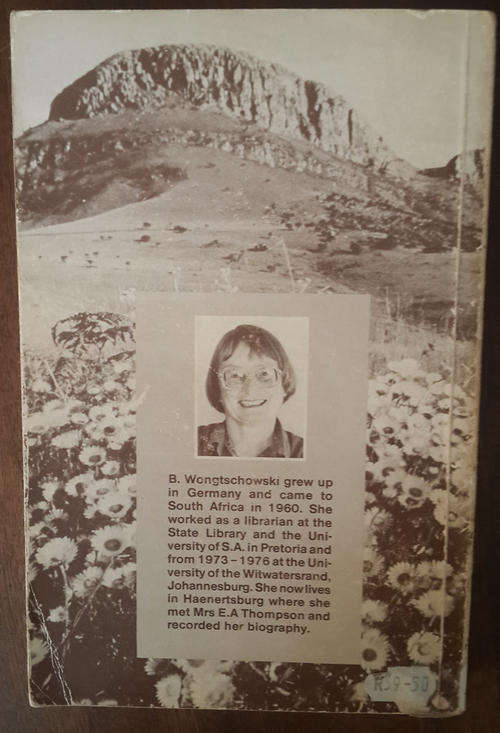 B. Wongtschowski grew up
in Germany and came to
South Africa in 1960. She
worked as a librarian at the
State Library and the Uni-
versity of S.A. in Pretoria and
from 1973 – 1976 at the Uni-
versity of the Witwatersrand,
Johannesburg. She now lives
in Haenertsburg where she
met Mrs E.A Thompson and
recorded her biography.
R39-50